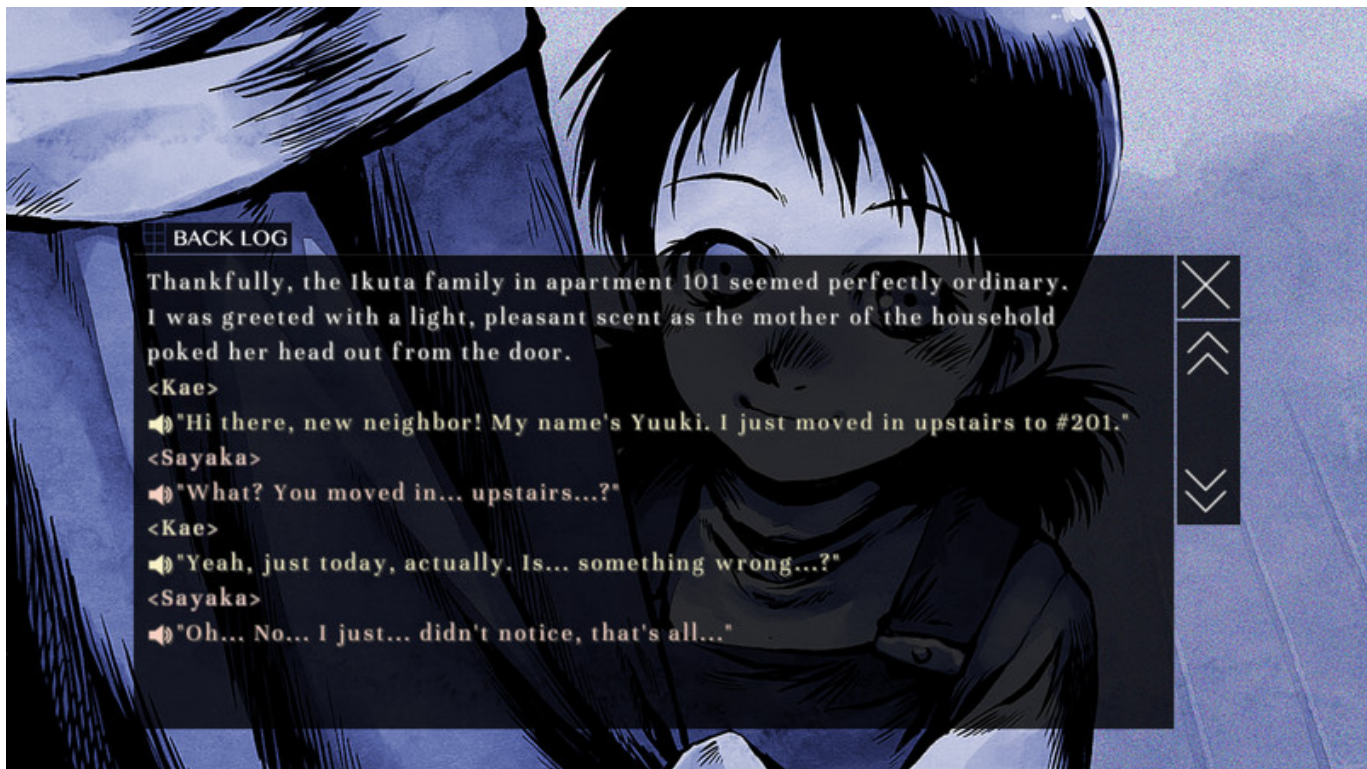 BACK LOG
Thankfully, the Ikuta family in apartment 101 seemed perfectly ordinary.
I was greeted with a light, pleasant scent as the mother of the household
poked her head out from the door.
<Kae>
"Hi there, new neighbor! My name's Yuuki. I just moved in upstairs to #201."
<Sayaka>
"What? You moved in... upstairs...?"
<Kae>
"Yeah, just today, actually. Is... something wrong...?"
<Sayaka>
"Oh... No... I just... didn't notice, that's all..."